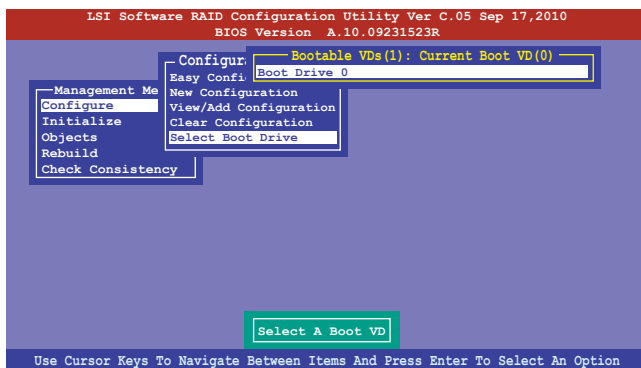 LSI Software RAID Configuration Utility Ver C.05 Sep 17,2010
BIOS Version A.10.09231523R
Bootable VDs(1): Current Boot VD(0)
Boot Drive 0
Configur
Easy Confi
New Configuration
View/Add Configuration
Clear Configuration
Select Boot Drive
Management Me
Configure
Initialize
Objects
Rebuild
Check Consistency
Select A Boot VD
Use Cursor Keys To Navigate Between Items And Press Enter To Select An Option